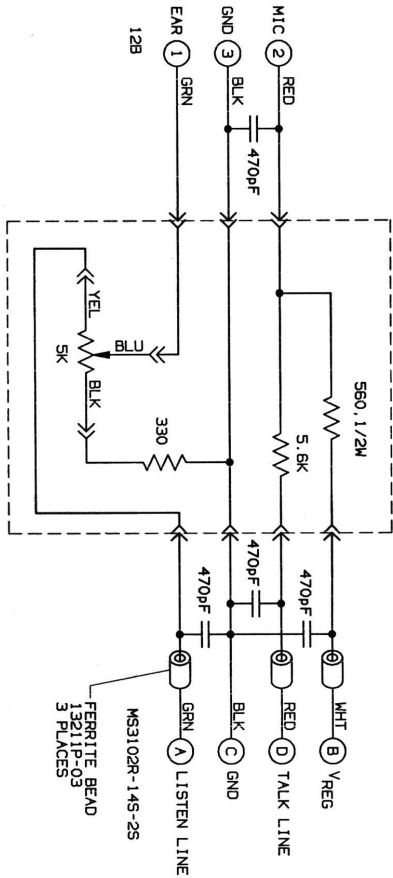 MIC 2
RED
GND 3
BLK
EAR 1
GRN
12B
470pF
560, 1/2W
5.6K
BLU
YEL
5K
BLK
330
470pF
470pF
470pF
WHT
B VREG
RED
D TALK LINE
BLK
C GND
GRN
A LISTEN LINE
MS3102R-14S-2S
FERRITE BEAD
13211P-03
3 PLACES